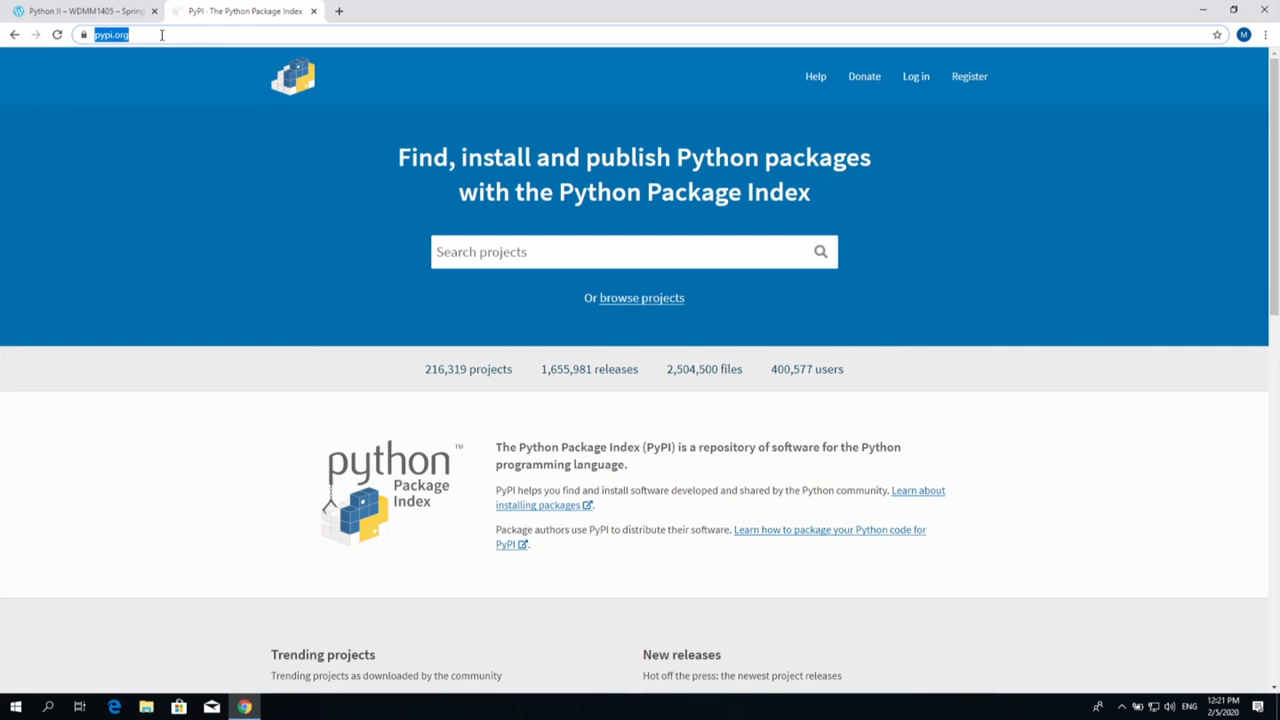 Python II – WDMM1405 – Spring
PyPI · The Python Package Index
pypi.org
M
Help
Donate
Log in
Register
Find, install and publish Python packages
with the Python Package Index
Search projects
Or browse projects
216,319 projects
1,655,981 releases
2,504,500 files
400,577 users
python™
Package
Index
The Python Package Index (PyPI) is a repository of software for the Python
programming language.
PyPI helps you find and install software developed and shared by the Python community. Learn about
installing packages.
Package authors use PyPI to distribute their software. Learn how to package your Python code for
PyPI.
Trending projects
Trending projects as downloaded by the community
New releases
Hot off the press: the newest project releases
ENG
12:21 PM
2/5/2020